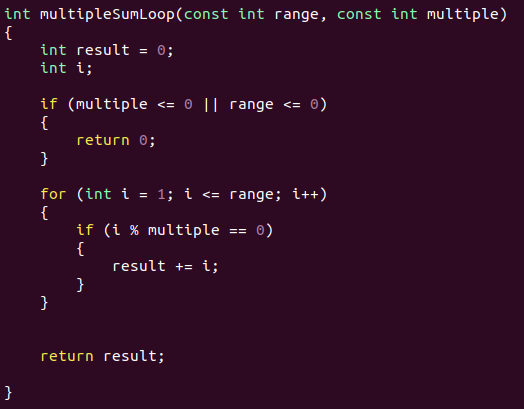 int multipleSumLoop(const int range, const int multiple)
{
    int result = 0;
    int i;

    if (multiple <= 0 || range <= 0)
    {
        return 0;
    }

    for (int i = 1; i <= range; i++)
    {
        if (i % multiple == 0)
        {
            result += i;
        }
    }


    return result;

}